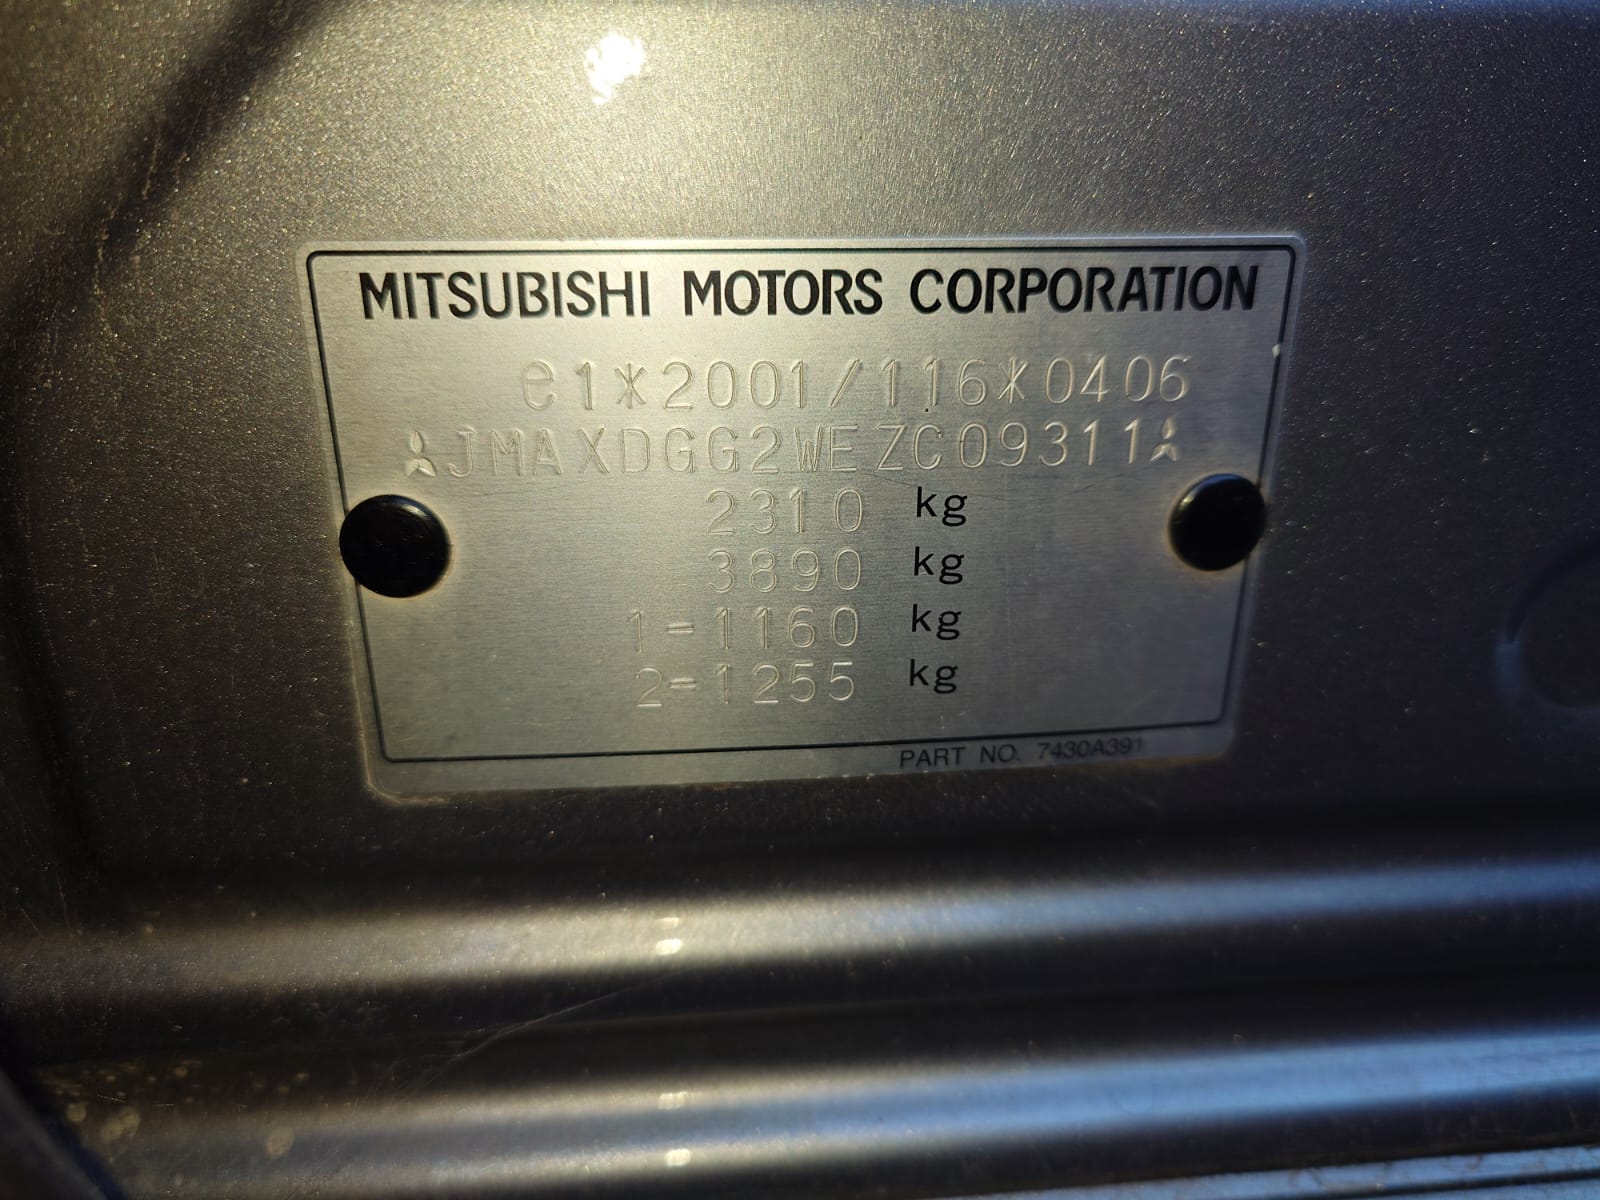 MITSUBISHI MOTORS CORPORATION
e1*2001/116*0406
JMAXDGG2WEZC09311
2310 kg
3890 kg
1-1160 kg
2-1255 kg
PART NO. 7430A391